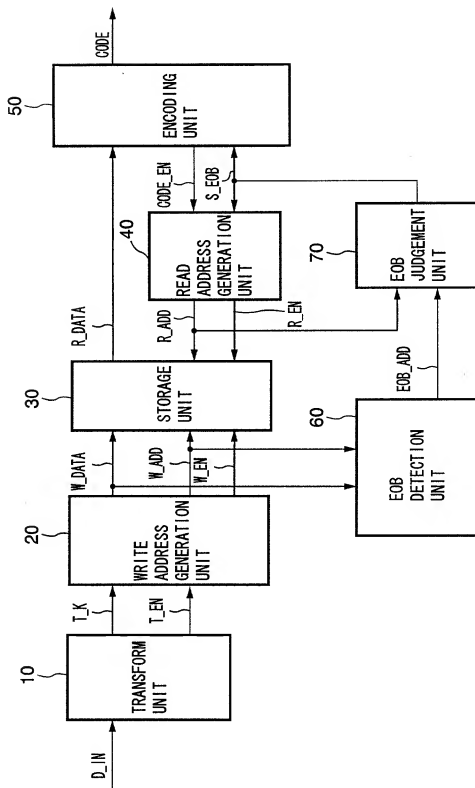 10
TRANSFORM
UNIT
D_IN
T_K
T_EN
20
WRITE
ADDRESS
GENERATION
UNIT
W_DATA
W_ADD
W_EN
30
STORAGE
UNIT
R_DATA
R_ADD
R_EN
40
READ
ADDRESS
GENERATION
UNIT
CODE_EN
S_EOB
50
ENCODING
UNIT
CODE
60
EOB
DETECTION
UNIT
EOB_ADD
70
EOB
JUDGEMENT
UNIT